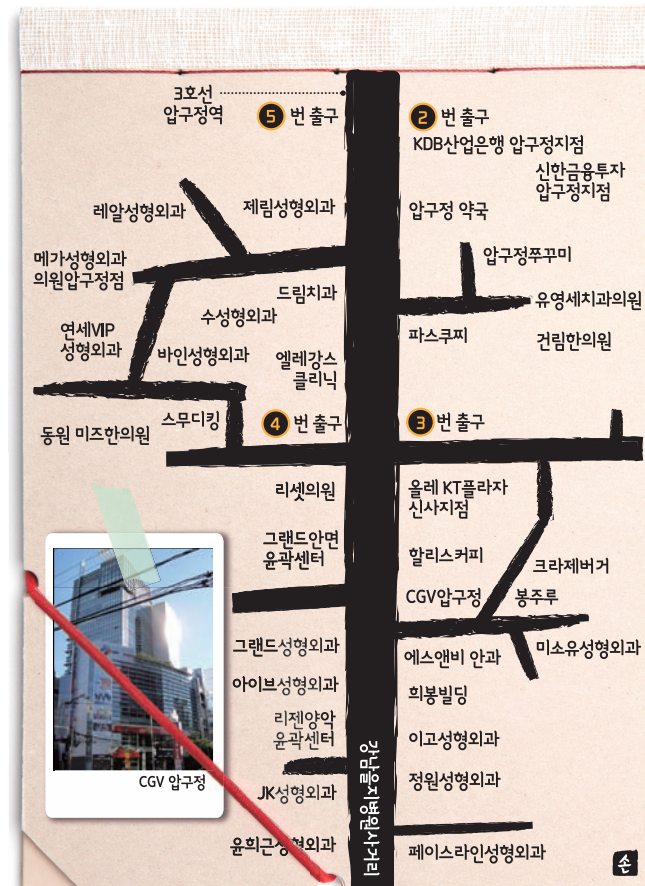 3호선
압구정역
5 번 출구
2 번 출구
KDB산업은행 압구정지점
신한금융투자
압구정지점
레알성형외과
제림성형외과
압구정 약국
메가성형외과
의원압구정점
압구정쭈꾸미
드림치과
유영세치과의원
수성형외과
연세VIP
성형외과
바인성형외과
파스쿠찌
건림한의원
엘레강스
클리닉
스무디킹
동원 미즈한의원
4 번 출구
3 번 출구
리셋의원
올레 KT플라자
신사지점
그랜드안면
윤곽센터
할리스커피
크라제버거
CGV압구정
봉주루
그랜드성형외과
에스앤비 안과
미소유성형외과
아이브성형외과
희봉빌딩
리젠양악
윤곽센터
이고성형외과
강남을지병원사거리
CGV 압구정
JK성형외과
정원성형외과
윤희근성형외과
페이스라인성형외과
손